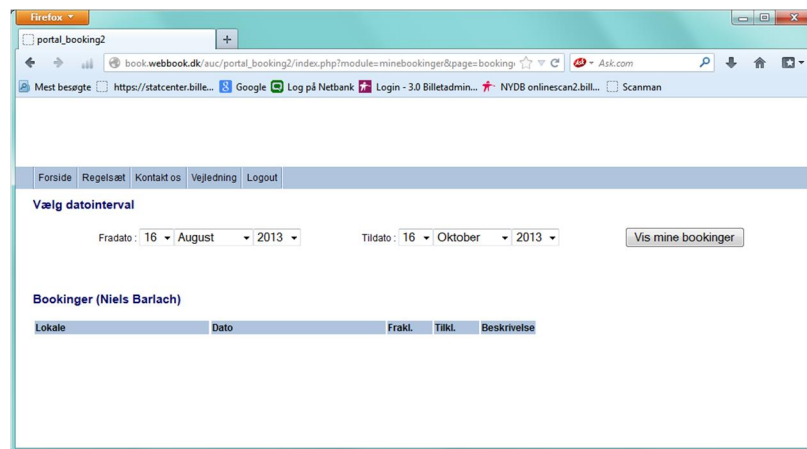 Firefox
portal_booking2
book.webbook.dk/auc/portal_booking2/index.php?module=minebookinger&page=booking
Ask.com
Mest besøgte https://statcenter.bille... Google Log på Netbank Login - 3.0 Billetadmin... NYDB onlinescan2.bill... Scanman
Forside Regelsæt Kontakt os Vejledning Logout
Vælg datointerval
Fradato: 16 August 2013 Tildato: 16 Oktober 2013 Vis mine bookinger
Bookinger (Niels Barlach)
Lokale Dato Frakl. Tilkl. Beskrivelse